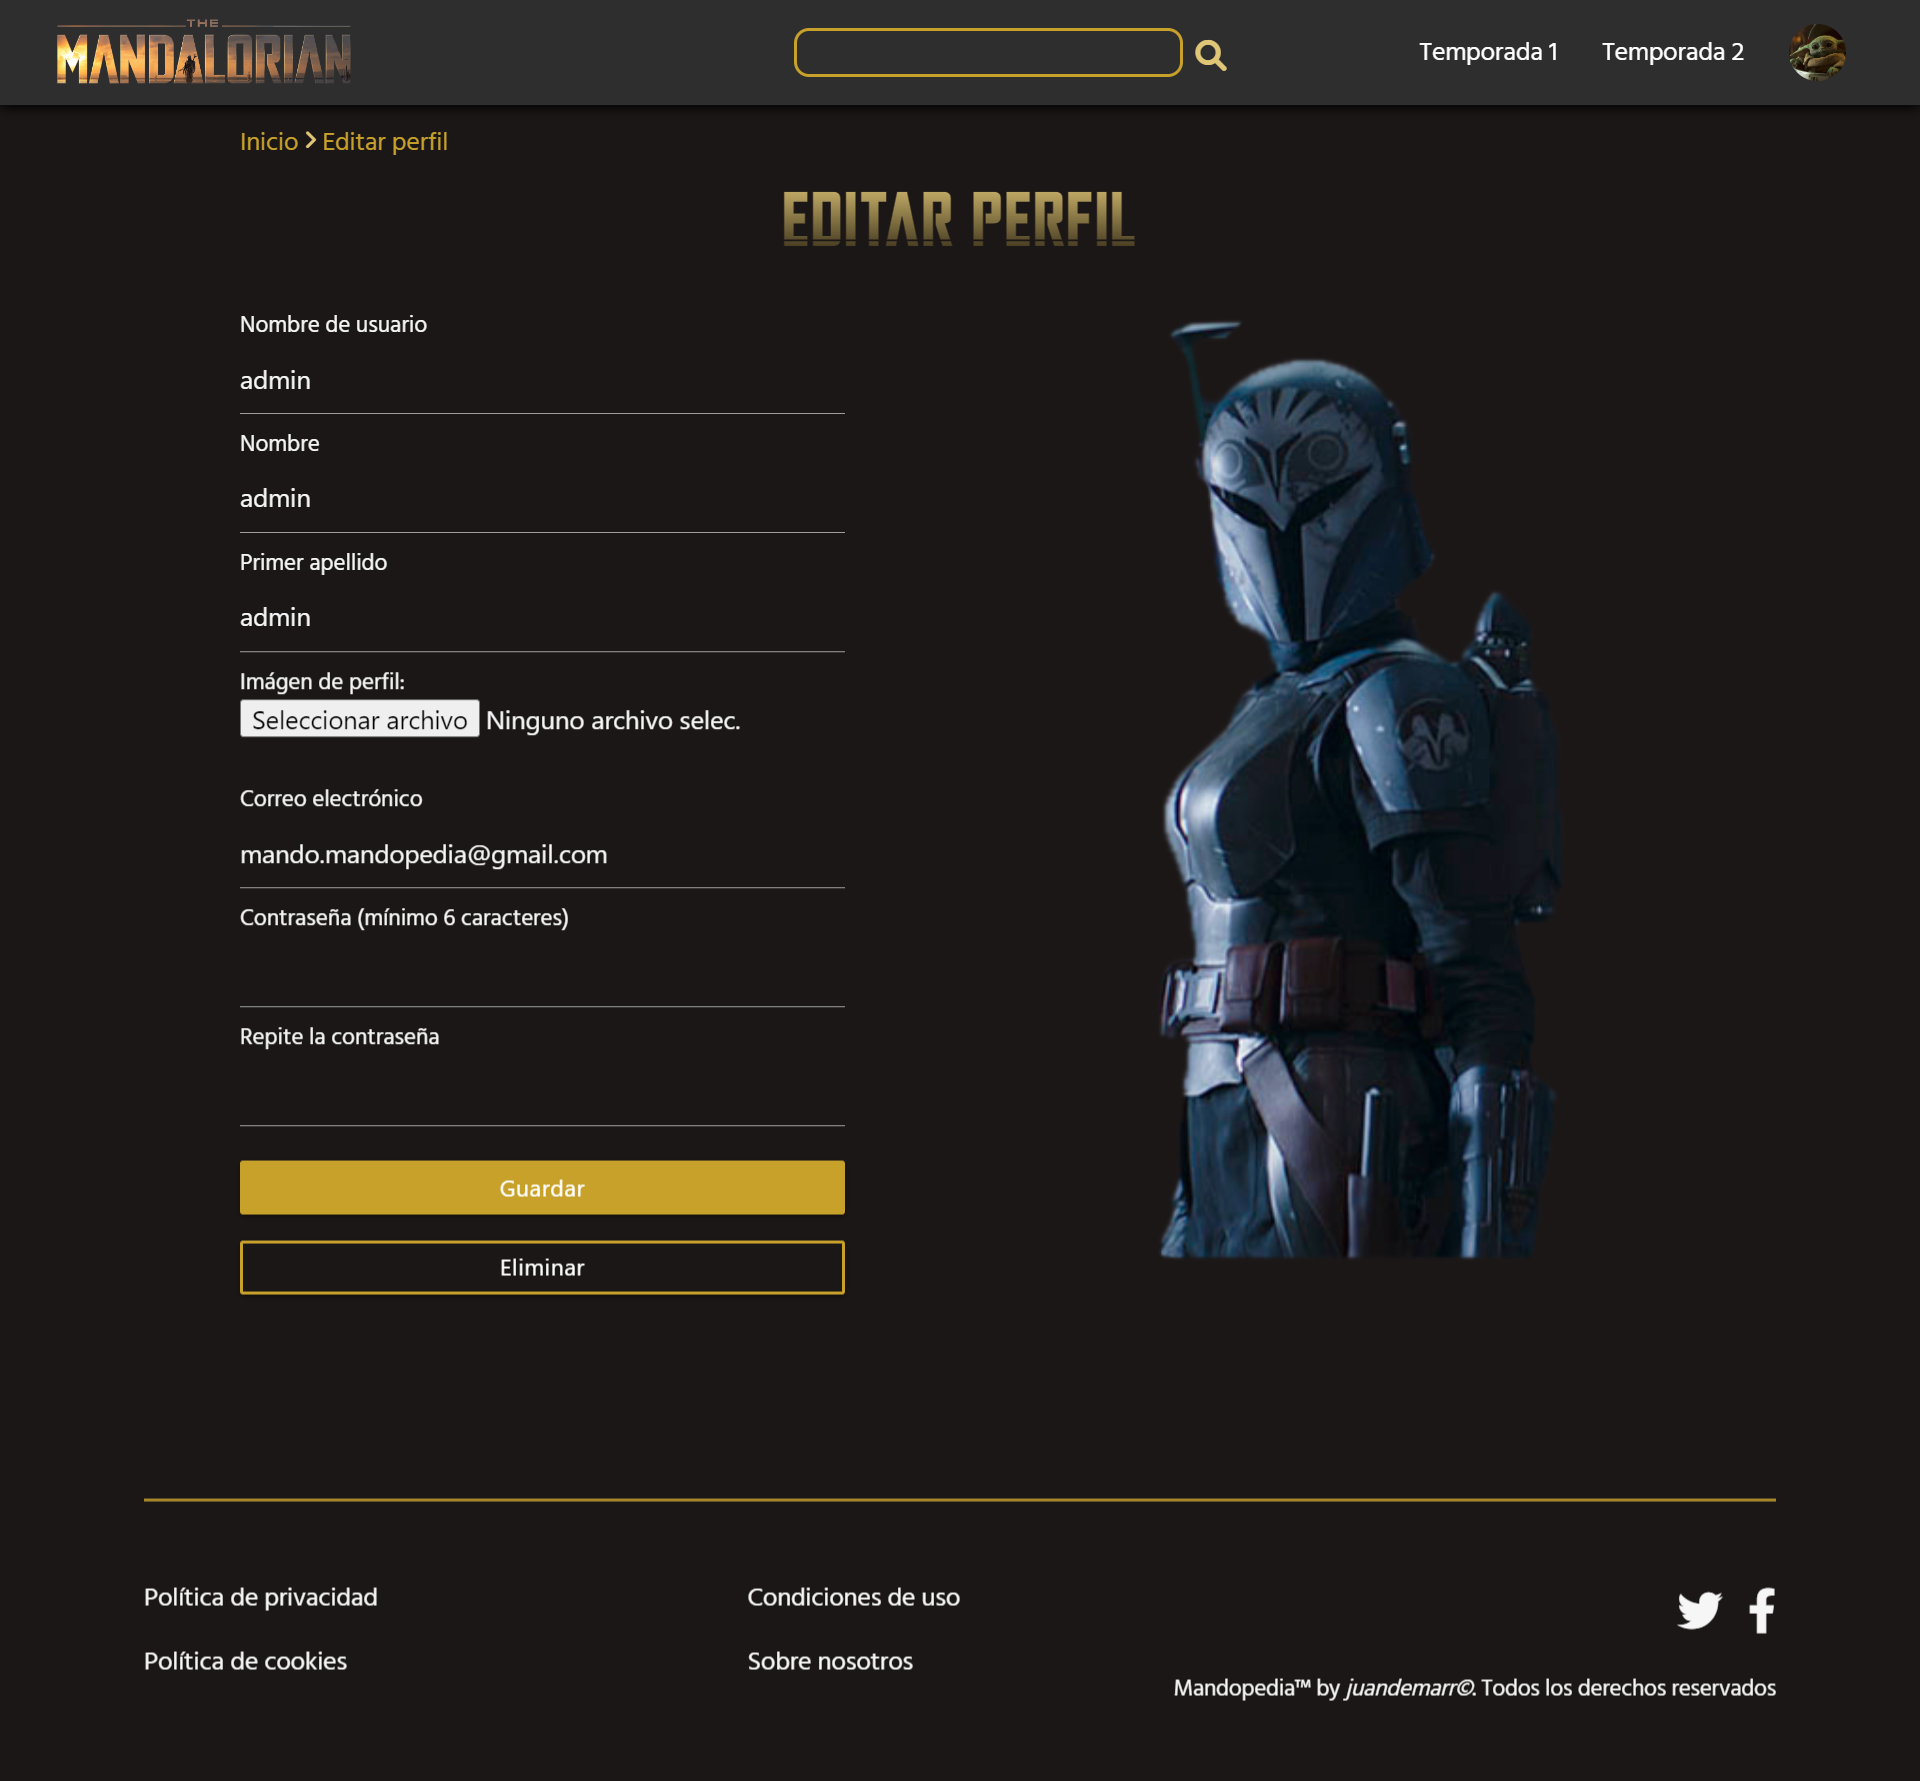 THE
MANDALORIAN
Temporada 1
Temporada 2
Inicio
Editar perfil
EDITAR PERFIL
Nombre de usuario
admin
Nombre
admin
Primer apellido
admin
Imágen de perfil:
Seleccionar archivo Ninguno archivo selec.
Correo electrónico
mando.mandopedia@gmail.com
Contraseña (mínimo 6 caracteres)
Repite la contraseña
Guardar
Eliminar
Política de privacidad
Política de cookies
Condiciones de uso
Sobre nosotros
Mandopedia™ by juandemarr©. Todos los derechos reservados